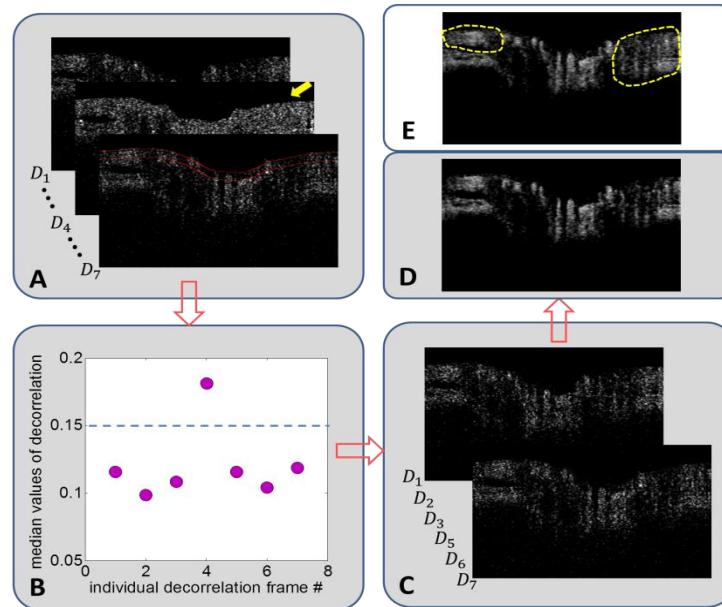 D₁
D₄
D₇
A
0.2
0.15
0.1
0.05
0 2 4 6 8
median values of decorrelation
individual decorrelation frame #
B
D₁
D₂
D₃
D₅
D₆
D₇
C
D
E